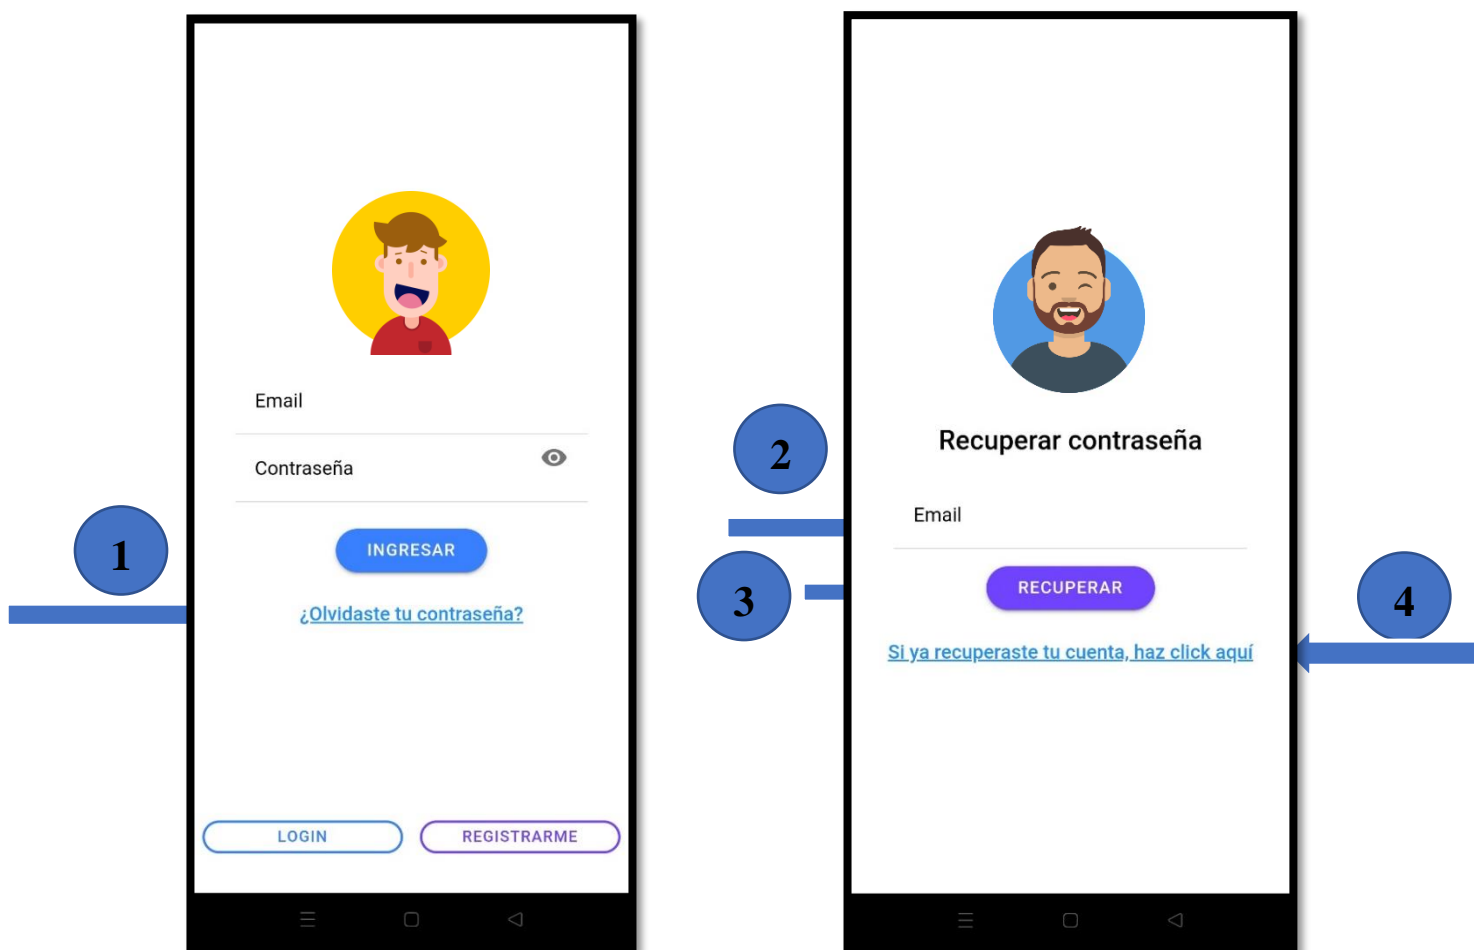 Email
Contraseña
1
INGRESAR
¿Olvidaste tu contraseña?
LOGIN
REGISTRARME
2
Recuperar contraseña
Email
3
RECUPERAR
4
Si ya recuperaste tu cuenta, haz click aquí